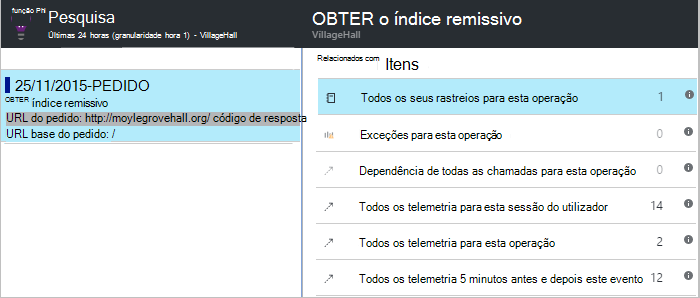 função Phi
Pesquisa
Últimas 24 horas (granularidade hora 1) - VillageHall
25/11/2015-PEDIDO
OBTER índice remissivo
URL do pedido: http://moylegrovehall.org/ código de resposta
URL base do pedido: /
OBTER o índice remissivo
VillageHall
Relacionados com Itens
Todos os seus rastreios para esta operação 1
Exceções para esta operação 0
Dependência de todas as chamadas para esta operação 0
Todos os telemetria para esta sessão do utilizador 14
Todos os telemetria para esta operação 2
Todos os telemetria 5 minutos antes e depois deste evento 12